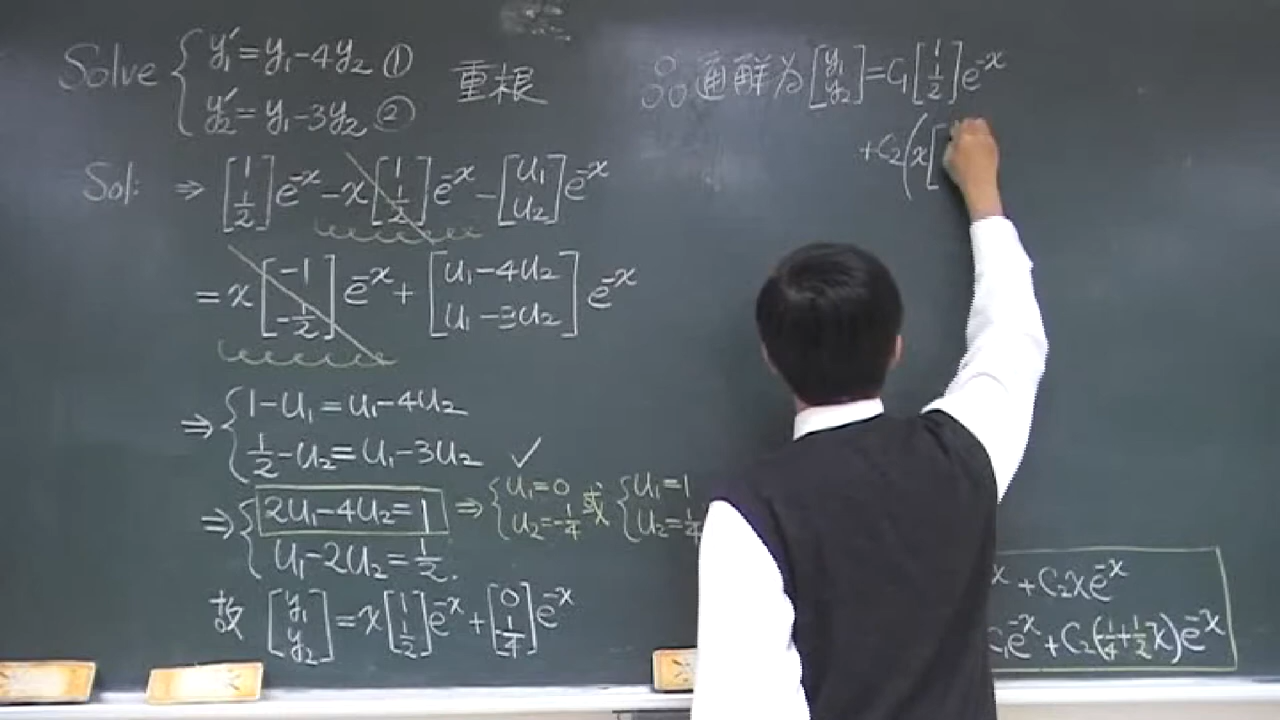 Solve { y₁' = y₁ - 4y₂ ①
y₂' = y₁ - 3y₂ ②
重根
Sol: ⇒ [1 1/2] e^-x - x [1 1/2] e^-x - [u₁ u₂] e^-x
= x [-1 -1/2] e^-x + [u₁-4u₂ u₁-3u₂] e^-x
⇒ { 1-u₁ = u₁-4u₂
1/2-u₂ = u₁-3u₂ ✓
⇒ { 2u₁-4u₂ = 1 ⇒ { u₁=0 u₂=-1/4 或 { u₁=1 u₂=1/4
u₁-2u₂ = 1/2.
故 [y₁ y₂] = x [1 1/2] e^-x + [0 -1/4] e^-x
通解为 [y₁ y₂] = C₁ [1 1/2] e^-x
+C₂(x[
x + C₂xe^-x
C₁e^-x + C₂(-1/4+1/2x)e^-x